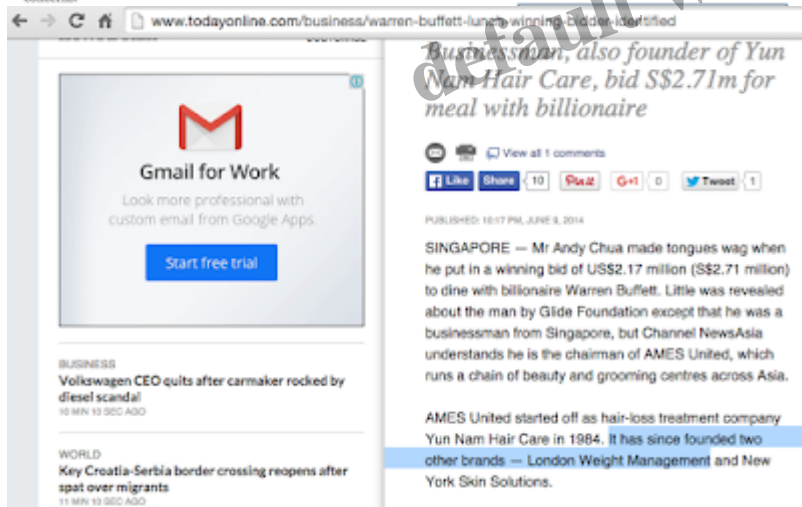 www.todayonline.com/business/warren-buffett-lunch-winning-bidder-identified
default
Businessman, also founder of Yun
Nam Hair Care, bid S$2.71m for
meal with billionaire
View all 1 comments
Like Share 10 Pin it G+1 0 Tweet 1
PUBLISHED: 10:17 PM, JUNE 9, 2014
SINGAPORE — Mr Andy Chua made tongues wag when
he put in a winning bid of US$2.17 million (S$2.71 million)
to dine with billionaire Warren Buffett. Little was revealed
about the man by Glide Foundation except that he was a
businessman from Singapore, but Channel NewsAsia
understands he is the chairman of AMES United, which
runs a chain of beauty and grooming centres across Asia.
AMES United started off as hair-loss treatment company
Yun Nam Hair Care in 1984. It has since founded two
other brands — London Weight Management and New
York Skin Solutions.
Gmail for Work
Look more professional with
custom email from Google Apps.
Start free trial
BUSINESS
Volkswagen CEO quits after carmaker rocked by
diesel scandal
10 MIN 10 SEC AGO
WORLD
Key Croatia-Serbia border crossing reopens after
spat over migrants
11 MIN 10 SEC AGO